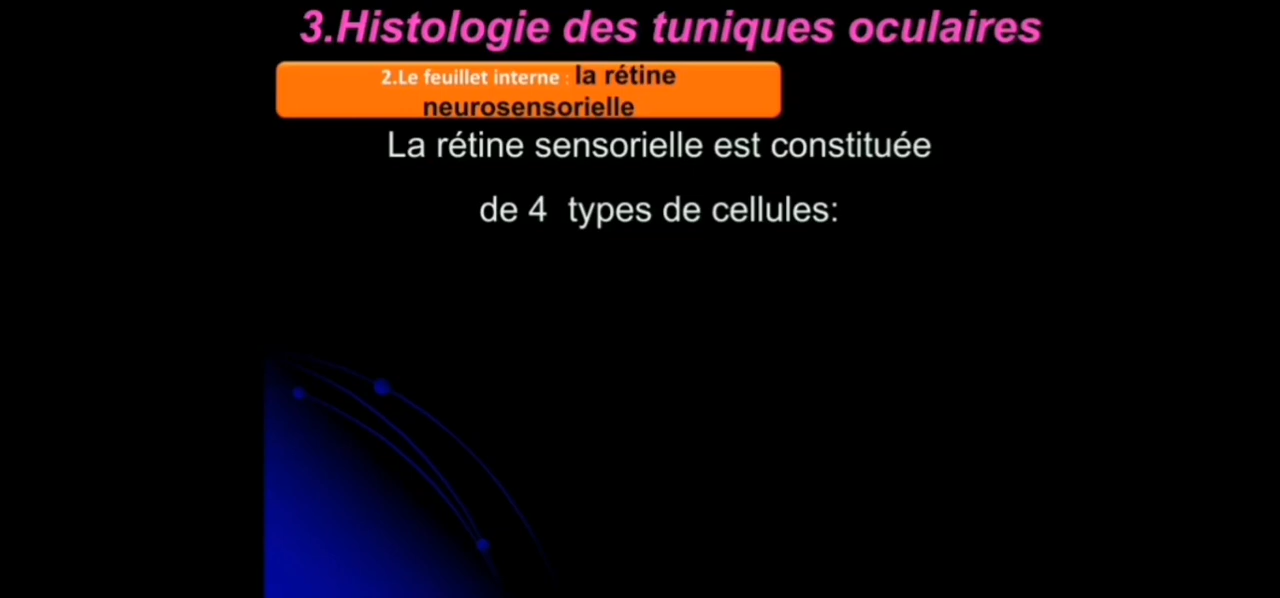 3.Histologie des tuniques oculaires
2.Le feuillet interne : la rétine
neurosensorielle
La rétine sensorielle est constituée
de 4 types de cellules: